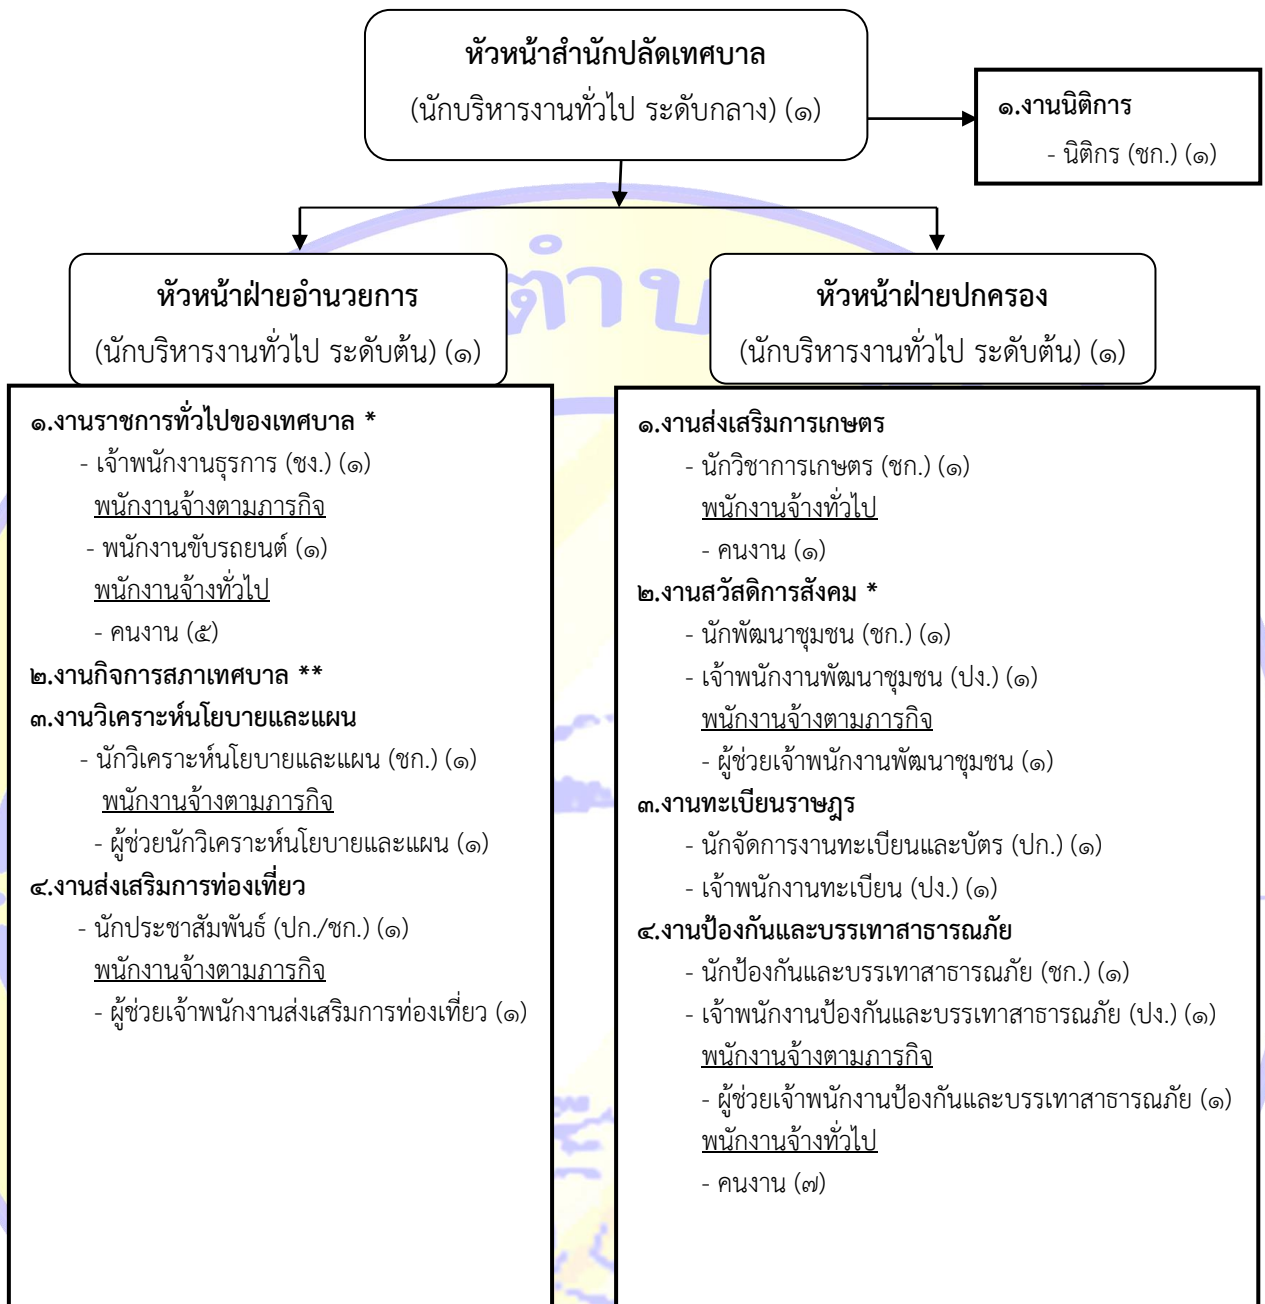 หัวหน้าสำนักปลัดเทศบาล
(นักบริหารงานทั่วไป ระดับกลาง) (๑)
๑.งานนิติการ
- นิติกร (ชก.) (๑)
หัวหน้าฝ่ายอำนวยการ
(นักบริหารงานทั่วไป ระดับต้น) (๑)
๑.งานราชการทั่วไปของเทศบาล *
- เจ้าพนักงานธุรการ (ชง.) (๑)
พนักงานจ้างตามภารกิจ
- พนักงานขับรถยนต์ (๑)
พนักงานจ้างทั่วไป
- คนงาน (๕)
๒.งานกิจการสภาเทศบาล **
๓.งานวิเคราะห์นโยบายและแผน
- นักวิเคราะห์นโยบายและแผน (ชก.) (๑)
พนักงานจ้างตามภารกิจ
- ผู้ช่วยนักวิเคราะห์นโยบายและแผน (๑)
๔.งานส่งเสริมการท่องเที่ยว
- นักประชาสัมพันธ์ (ปก./ชก.) (๑)
พนักงานจ้างตามภารกิจ
- ผู้ช่วยเจ้าพนักงานส่งเสริมการท่องเที่ยว (๑)
หัวหน้าฝ่ายปกครอง
(นักบริหารงานทั่วไป ระดับต้น) (๑)
๑.งานส่งเสริมการเกษตร
- นักวิชาการเกษตร (ชก.) (๑)
พนักงานจ้างทั่วไป
- คนงาน (๑)
๒.งานสวัสดิการสังคม *
- นักพัฒนาชุมชน (ชก.) (๑)
- เจ้าพนักงานพัฒนาชุมชน (ปง.) (๑)
พนักงานจ้างตามภารกิจ
- ผู้ช่วยเจ้าพนักงานพัฒนาชุมชน (๑)
๓.งานทะเบียนราษฎร
- นักจัดการงานทะเบียนและบัตร (ปก.) (๑)
- เจ้าพนักงานทะเบียน (ปง.) (๑)
๔.งานป้องกันและบรรเทาสาธารณภัย
- นักป้องกันและบรรเทาสาธารณภัย (ชก.) (๑)
- เจ้าพนักงานป้องกันและบรรเทาสาธารณภัย (ปง.) (๑)
พนักงานจ้างตามภารกิจ
- ผู้ช่วยเจ้าพนักงานป้องกันและบรรเทาสาธารณภัย (๑)
พนักงานจ้างทั่วไป
- คนงาน (๗)
ตำบ